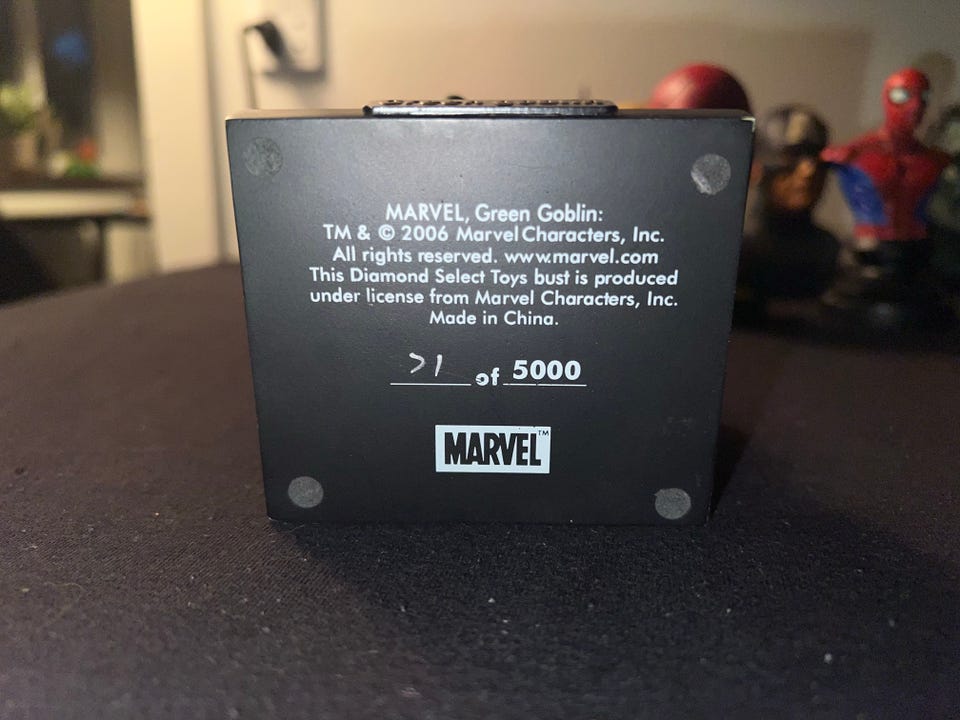 MARVEL, Green Goblin:
TM & © 2006 Marvel Characters, Inc.
All rights reserved. www.marvel.com
This Diamond Select Toys bust is produced
under license from Marvel Characters, Inc.
Made in China.
of 5000
MARVEL™